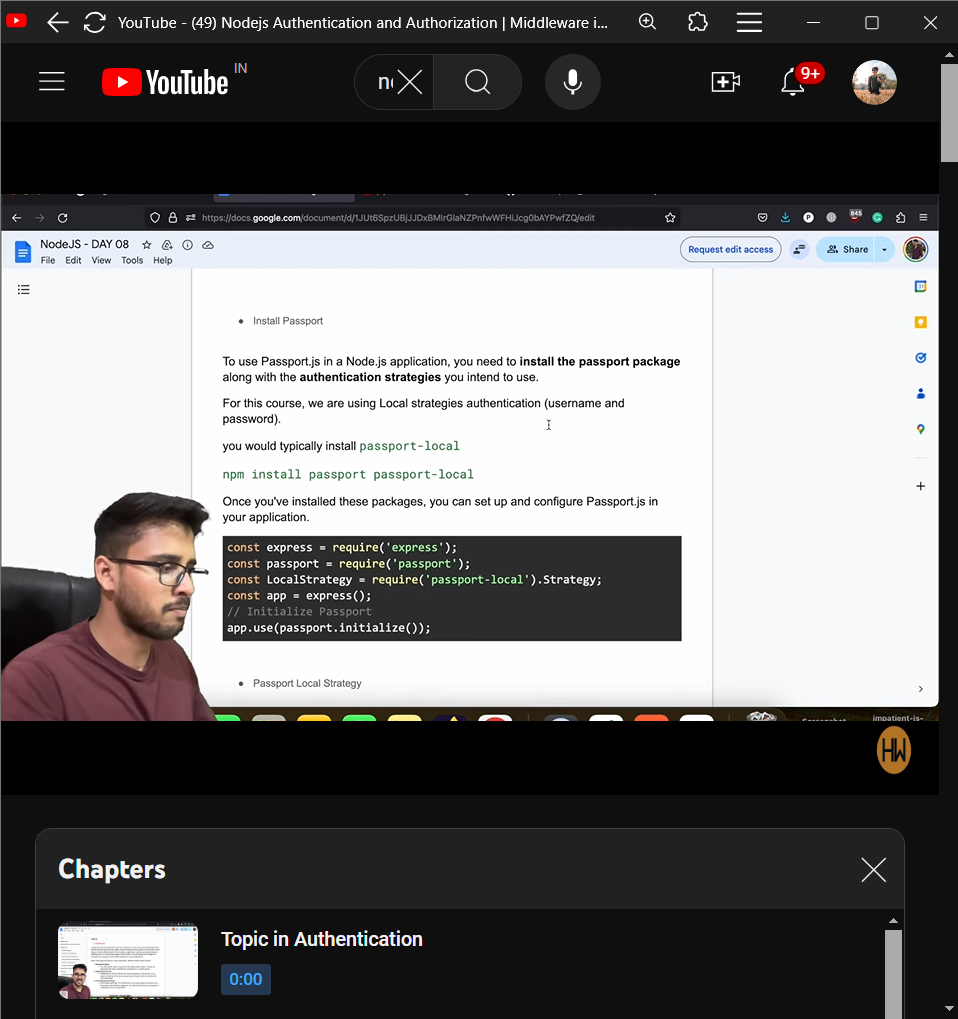 YouTube - (49) Nodejs Authentication and Authorization | Middleware i...
YouTube IN
9+
https://docs.google.com/document/d/1JUt6SpzUBjJJDxBMIrGlaNZPnfwWFHiJcg0bAYPwfZQ/edit
845
NodeJS - DAY 08
File Edit View Tools Help
Request edit access
Share
Install Passport
To use Passport.js in a Node.js application, you need to install the passport package
along with the authentication strategies you intend to use.
For this course, we are using Local strategies authentication (username and
password).
you would typically install passport-local
npm install passport passport-local
Once you've installed these packages, you can set up and configure Passport.js in
your application.
const express = require('express');
const passport = require('passport');
const LocalStrategy = require('passport-local').Strategy;
const app = express();
// Initialize Passport
app.use(passport.initialize());
Passport Local Strategy
Screenshot
impatient-is-
HW
Chapters
Topic in Authentication
0:00